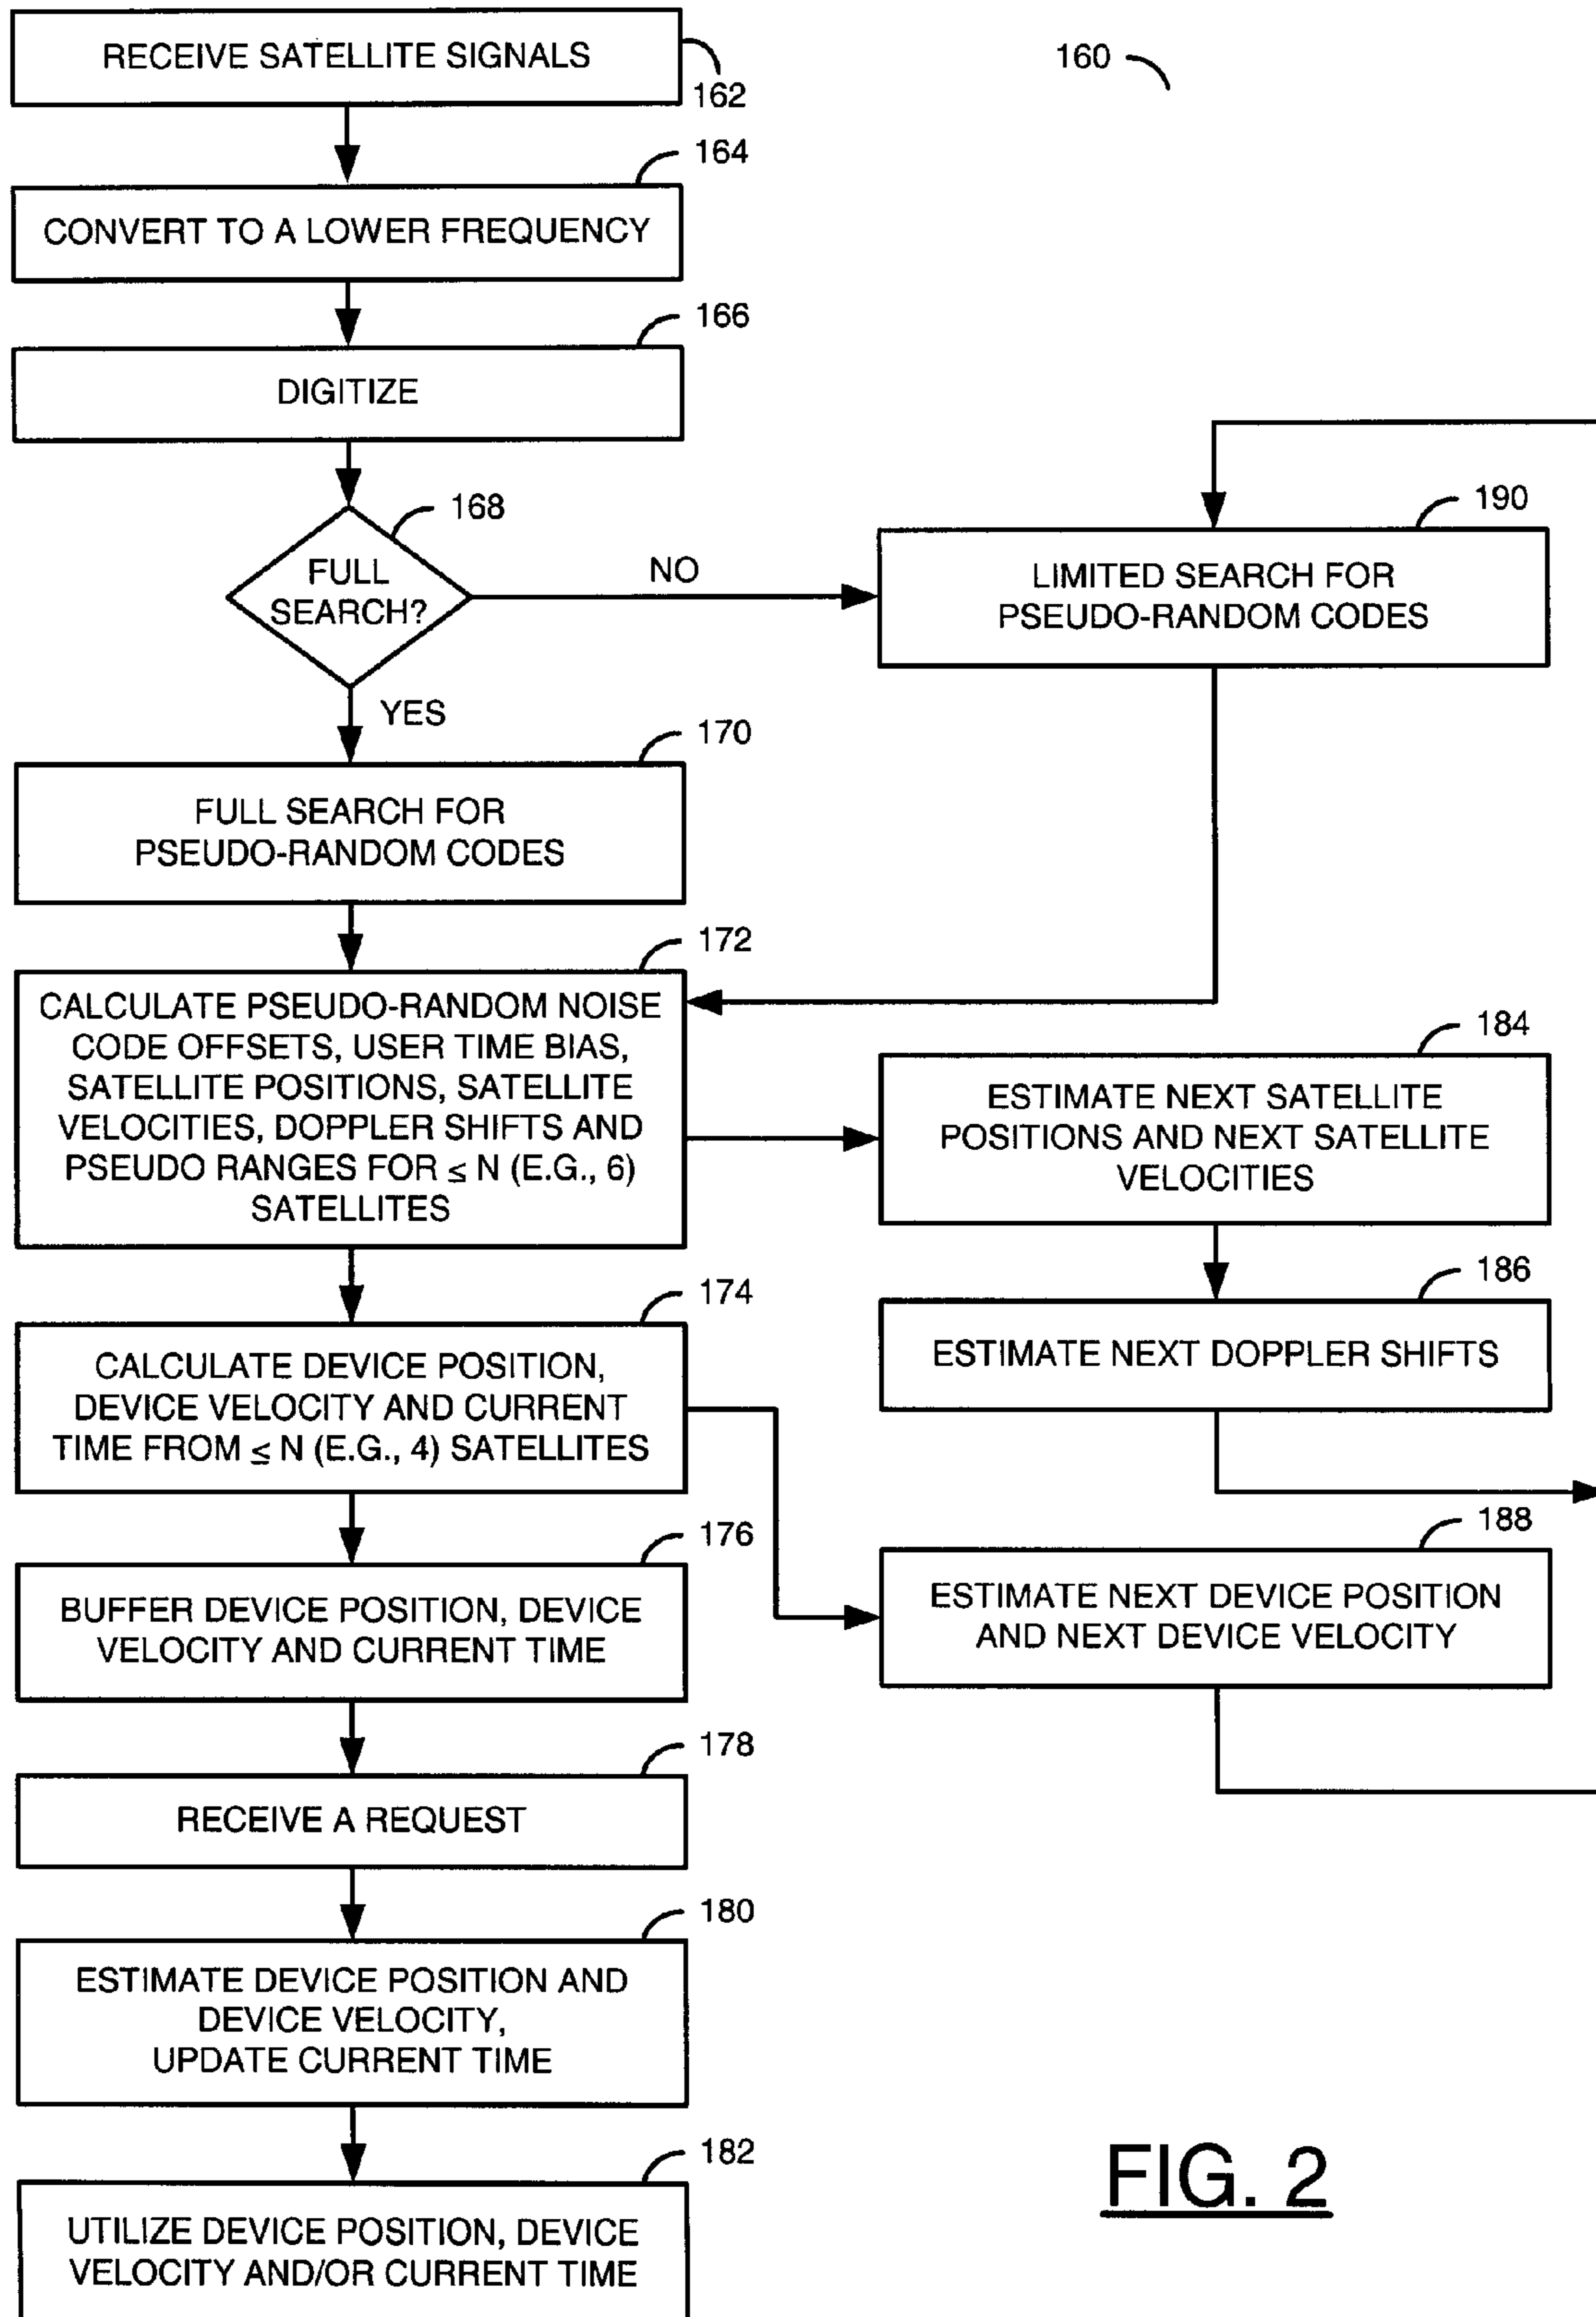 RECEIVE SATELLITE SIGNALS
162
160
164
CONVERT TO A LOWER FREQUENCY
166
DIGITIZE
168
FULL
SEARCH?
NO
190
LIMITED SEARCH FOR
PSEUDO-RANDOM CODES
YES
170
FULL SEARCH FOR
PSEUDO-RANDOM CODES
172
CALCULATE PSEUDO-RANDOM NOISE
CODE OFFSETS, USER TIME BIAS,
SATELLITE POSITIONS, SATELLITE
VELOCITIES, DOPPLER SHIFTS AND
PSEUDO RANGES FOR ≤ N (E.G., 6)
SATELLITES
184
ESTIMATE NEXT SATELLITE
POSITIONS AND NEXT SATELLITE
VELOCITIES
174
CALCULATE DEVICE POSITION,
DEVICE VELOCITY AND CURRENT
TIME FROM ≤ N (E.G., 4) SATELLITES
186
ESTIMATE NEXT DOPPLER SHIFTS
176
BUFFER DEVICE POSITION, DEVICE
VELOCITY AND CURRENT TIME
188
ESTIMATE NEXT DEVICE POSITION
AND NEXT DEVICE VELOCITY
178
RECEIVE A REQUEST
180
ESTIMATE DEVICE POSITION AND
DEVICE VELOCITY,
UPDATE CURRENT TIME
182
UTILIZE DEVICE POSITION, DEVICE
VELOCITY AND/OR CURRENT TIME
FIG. 2